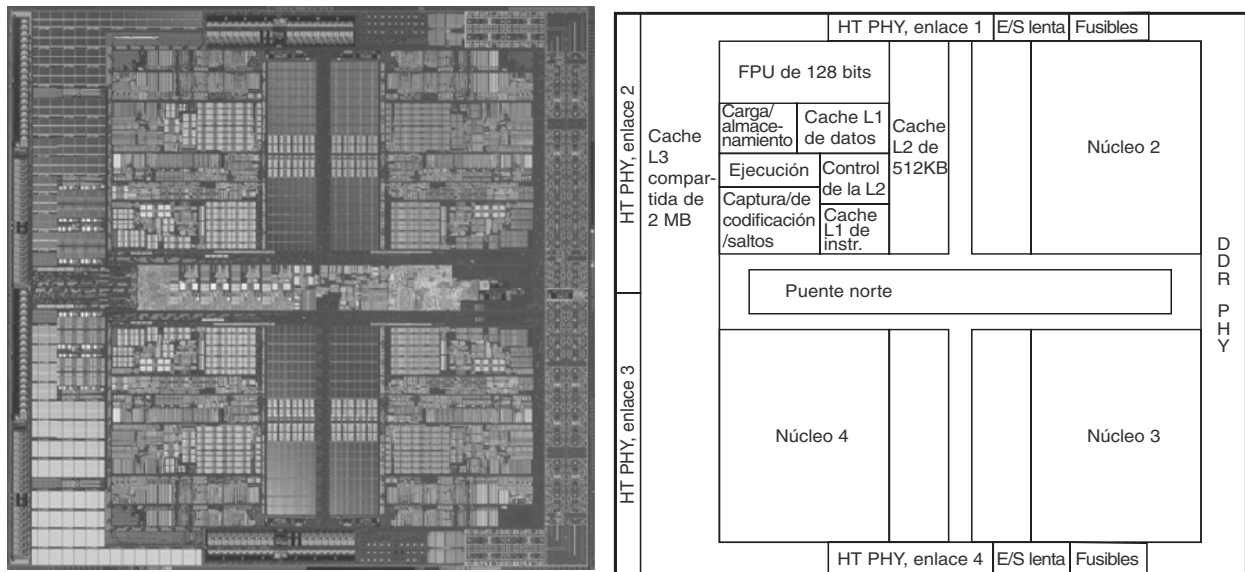 HT PHY, enlace 1
E/S lenta
Fusibles
HT PHY, enlace 2
Cache
L3
compar-
tida de
2 MB
FPU de 128 bits
Carga/
almace-
namiento
Cache L1
de datos
Ejecución
Control
de la L2
Captura/de
codificación
/saltos
Cache
L1 de
instr.
Cache
L2 de
512KB
Núcleo 2
D
D
R
P
H
Y
Puente norte
HT PHY, enlace 3
Núcleo 4
Núcleo 3
HT PHY, enlace 4
E/S lenta
Fusibles